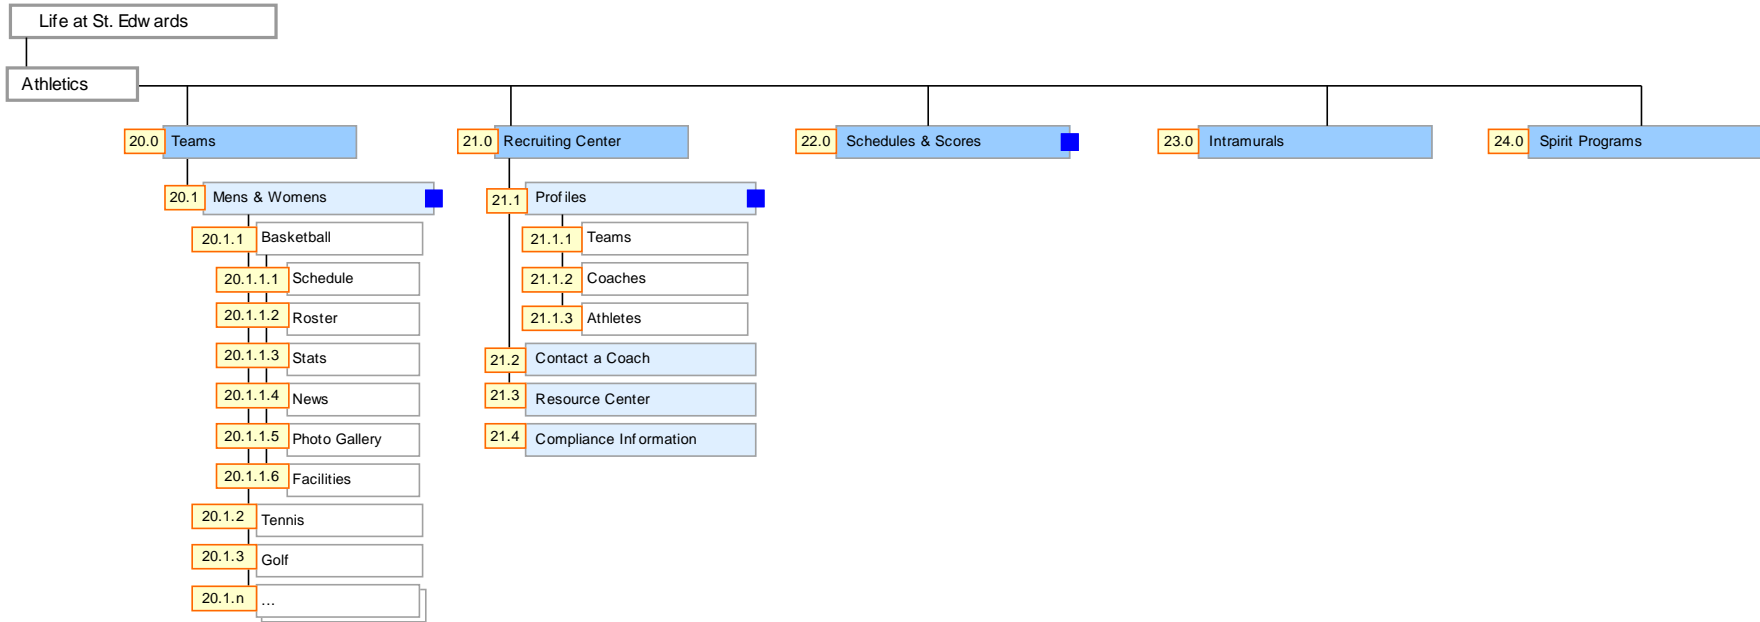 Life at St. Edwards
Athletics
20.0 Teams
21.0 Recruiting Center
22.0 Schedules & Scores
23.0 Intramurals
24.0 Spirit Programs
20.1 Mens & Womens
20.1.1 Basketball
20.1.1.1 Schedule
20.1.1.2 Roster
20.1.1.3 Stats
20.1.1.4 News
20.1.1.5 Photo Gallery
20.1.1.6 Facilities
20.1.2 Tennis
20.1.3 Golf
20.1.n ...
21.1 Profiles
21.1.1 Teams
21.1.2 Coaches
21.1.3 Athletes
21.2 Contact a Coach
21.3 Resource Center
21.4 Compliance Information